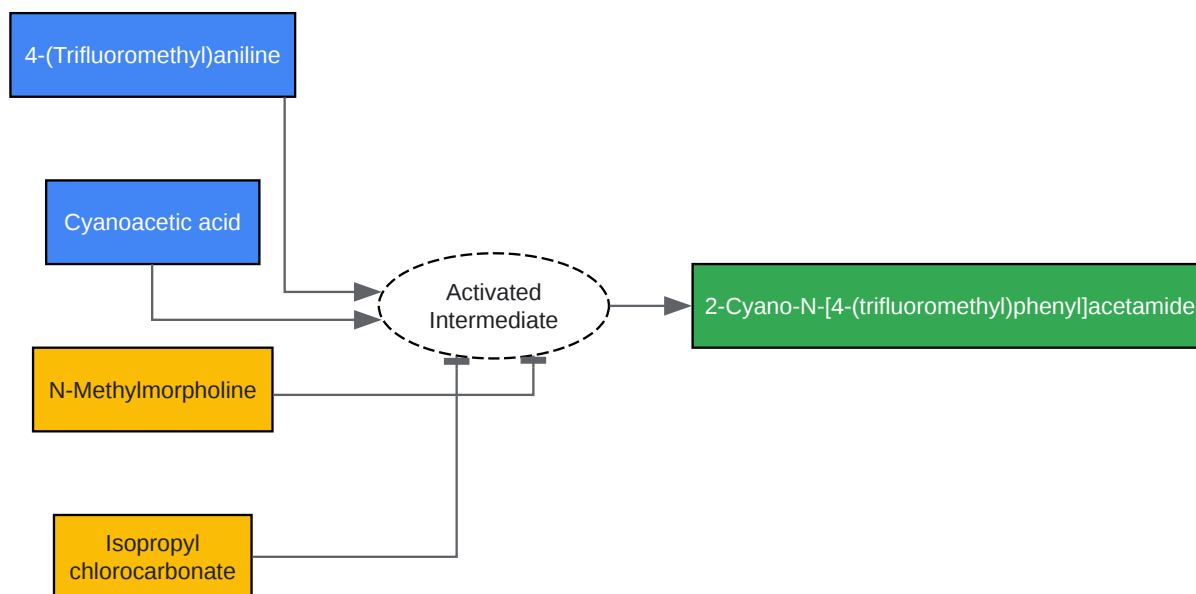 4-(Trifluoromethyl)aniline
Cyanoacetic acid
Activated
Intermediate
2-Cyano-N-[4-(trifluoromethyl)phenyl]acetamide
N-Methylmorpholine
Isopropyl
chlorocarbonate